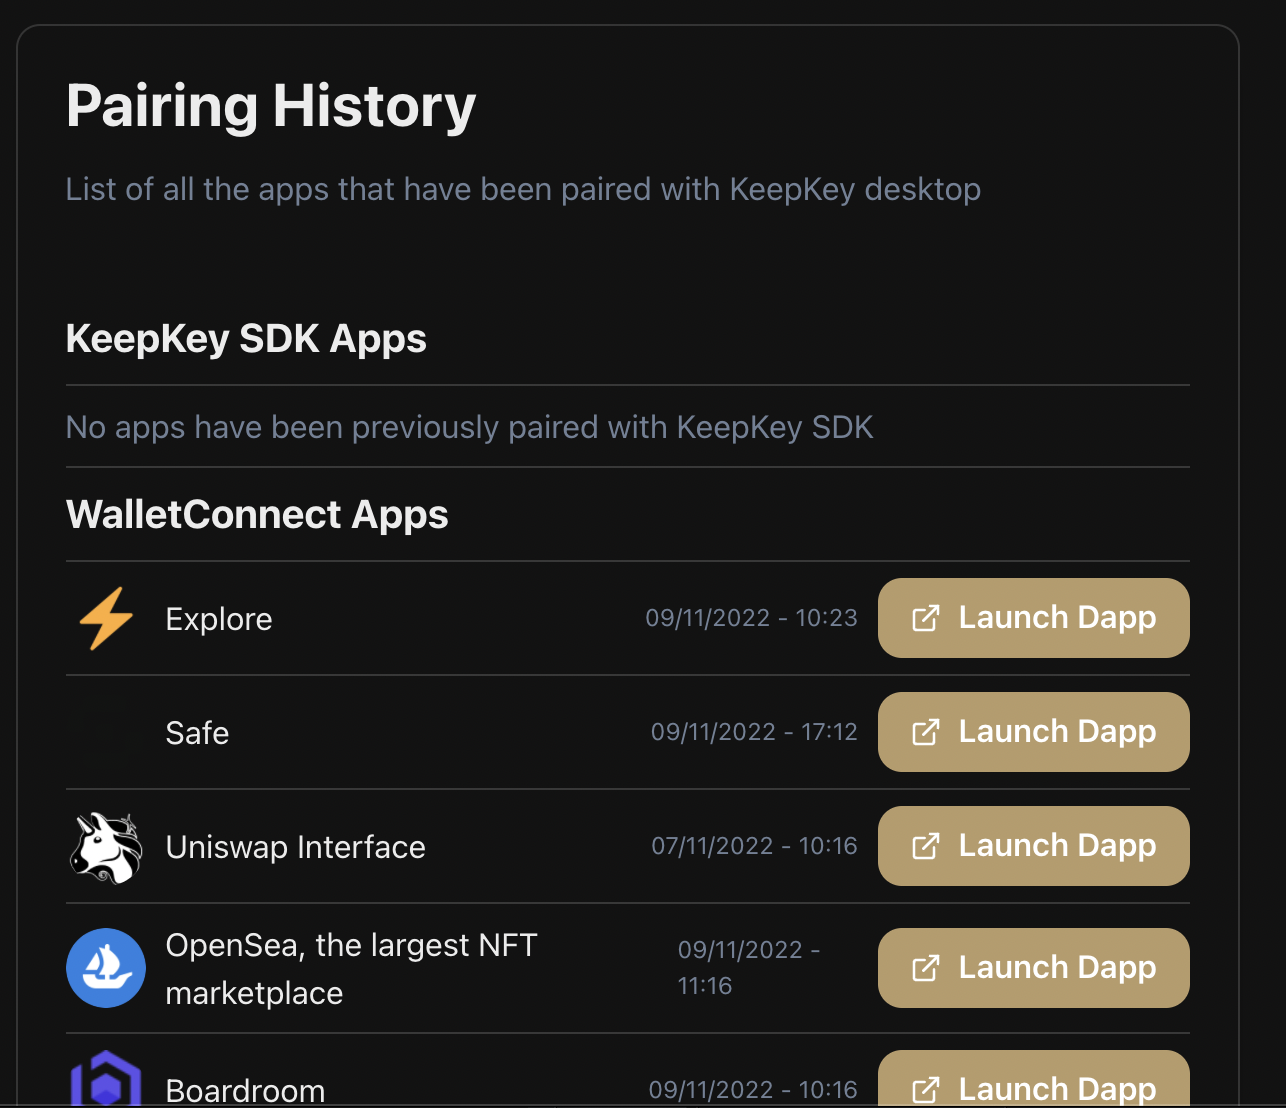 Pairing History
List of all the apps that have been paired with KeepKey desktop
KeepKey SDK Apps
No apps have been previously paired with KeepKey SDK
WalletConnect Apps
Explore 09/11/2022 - 10:23 Launch Dapp
Safe 09/11/2022 - 17:12 Launch Dapp
Uniswap Interface 07/11/2022 - 10:16 Launch Dapp
OpenSea, the largest NFT
marketplace
09/11/2022 -
11:16
Launch Dapp
Boardroom 09/11/2022 - 10:16 Launch Dapp